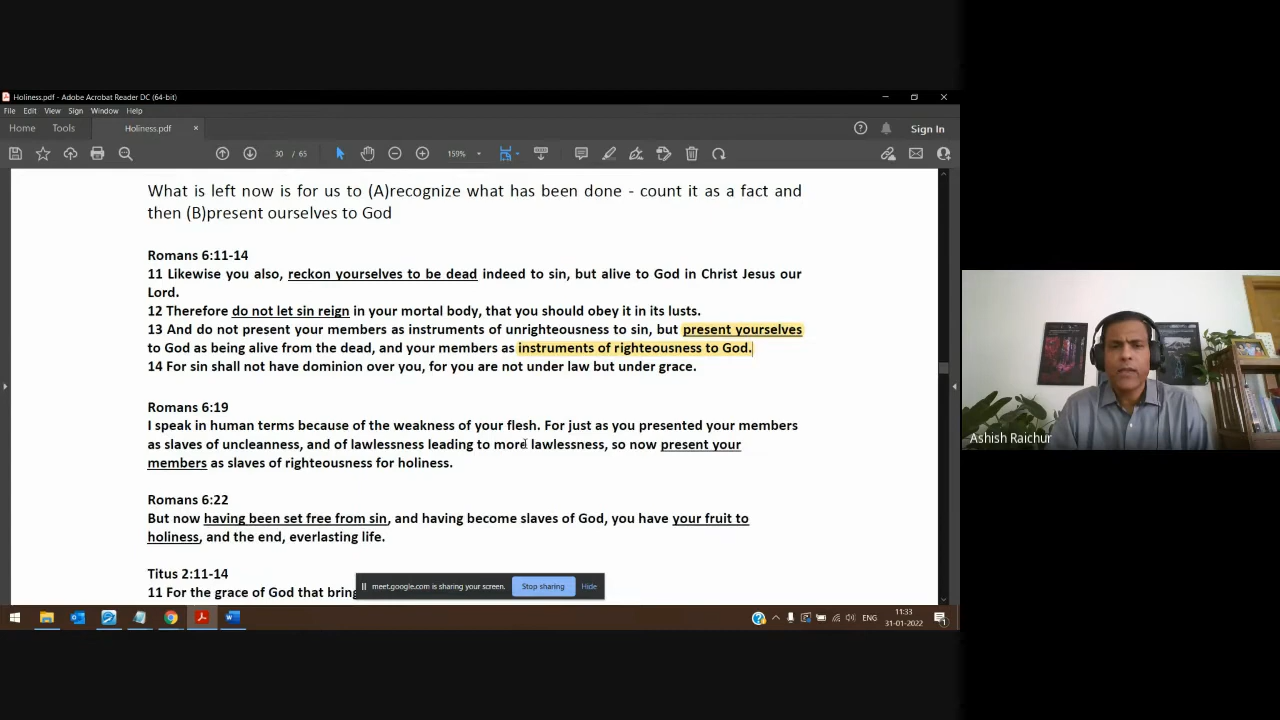 Holiness.pdf - Adobe Acrobat Reader DC (64-bit)
File Edit View Sign Window Help
Home Tools Holiness.pdf × Sign In
30 / 65 159%
What is left now is for us to (A)recognize what has been done - count it as a fact and
then (B)present ourselves to God
Romans 6:11-14
11 Likewise you also, reckon yourselves to be dead indeed to sin, but alive to God in Christ Jesus our
Lord.
12 Therefore do not let sin reign in your mortal body, that you should obey it in its lusts.
13 And do not present your members as instruments of unrighteousness to sin, but present yourselves
to God as being alive from the dead, and your members as instruments of righteousness to God.
14 For sin shall not have dominion over you, for you are not under law but under grace.
Romans 6:19
I speak in human terms because of the weakness of your flesh. For just as you presented your members
as slaves of uncleanness, and of lawlessness leading to more lawlessness, so now present your
members as slaves of righteousness for holiness.
Romans 6:22
But now having been set free from sin, and having become slaves of God, you have your fruit to
holiness, and the end, everlasting life.
Titus 2:11-14
11 For the grace of God that bring
meet.google.com is sharing your screen. Stop sharing Hide
ENG
11:33
31-01-2022
Ashish Raichur